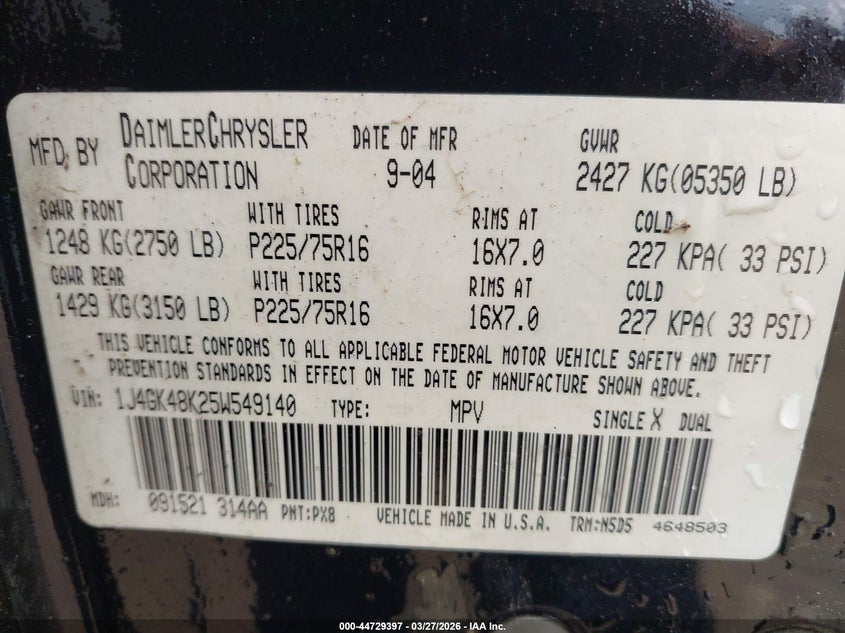 MFD BY DAIMLERCHRYSLER CORPORATION
DATE OF MFR 9-04
GVWR 2427 KG(05350 LB)
GAWR FRONT WITH TIRES RIMS AT COLD
1248 KG(2750 LB) P225/75R16 16X7.0 227 KPA( 33 PSI)
GAWR REAR WITH TIRES RIMS AT COLD
1429 KG(3150 LB) P225/75R16 16X7.0 227 KPA( 33 PSI)
THIS VEHICLE CONFORMS TO ALL APPLICABLE FEDERAL MOTOR VEHICLE SAFETY AND THEFT
PREVENTION STANDARDS IN EFFECT ON THE DATE OF MANUFACTURE SHOWN ABOVE.
VIN: 1J4GK48K25W549140 TYPE: MPV SINGLE X DUAL
MDH: 091521 314AA PNT:PX8 VEHICLE MADE IN U.S.A. TRM:N5D5 4648503
000-44729397 - 03/27/2026 - IAA Inc.